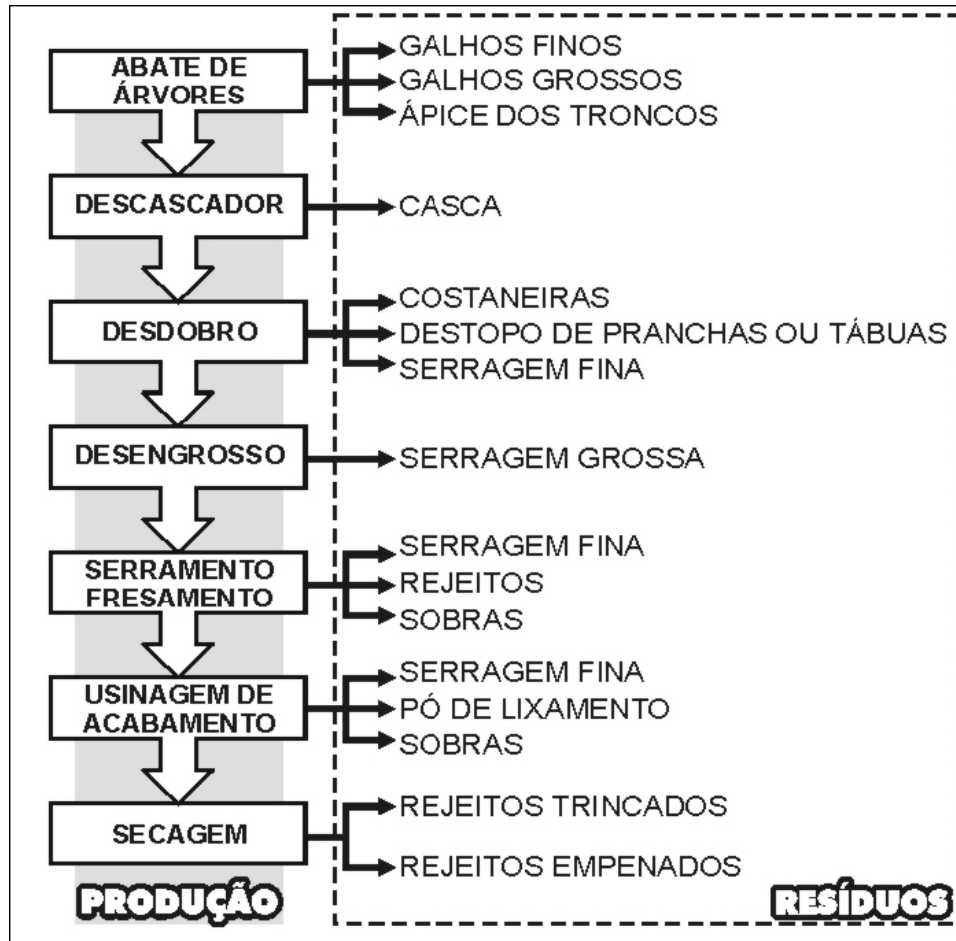 ABATE DE
ÁRVORES
GALHOS FINOS
GALHOS GROSSOS
ÁPICE DOS TRONCOS
DESCASCADOR
CASCA
DESDOBRO
COSTANEIRAS
DESTOPO DE PRANCHAS OU TÁBUAS
SERRAGEM FINA
DESENGROSSO
SERRAGEM GROSSA
SERRAMENTO
FRESAMENTO
SERRAGEM FINA
REJEITOS
SOBRAS
USINAGEM DE
ACABAMENTO
SERRAGEM FINA
PÓ DE LIXAMENTO
SOBRAS
SECAGEM
REJEITOS TRINCADOS
REJEITOS EMPENADOS
PRODUÇÃO
RESÍDUOS